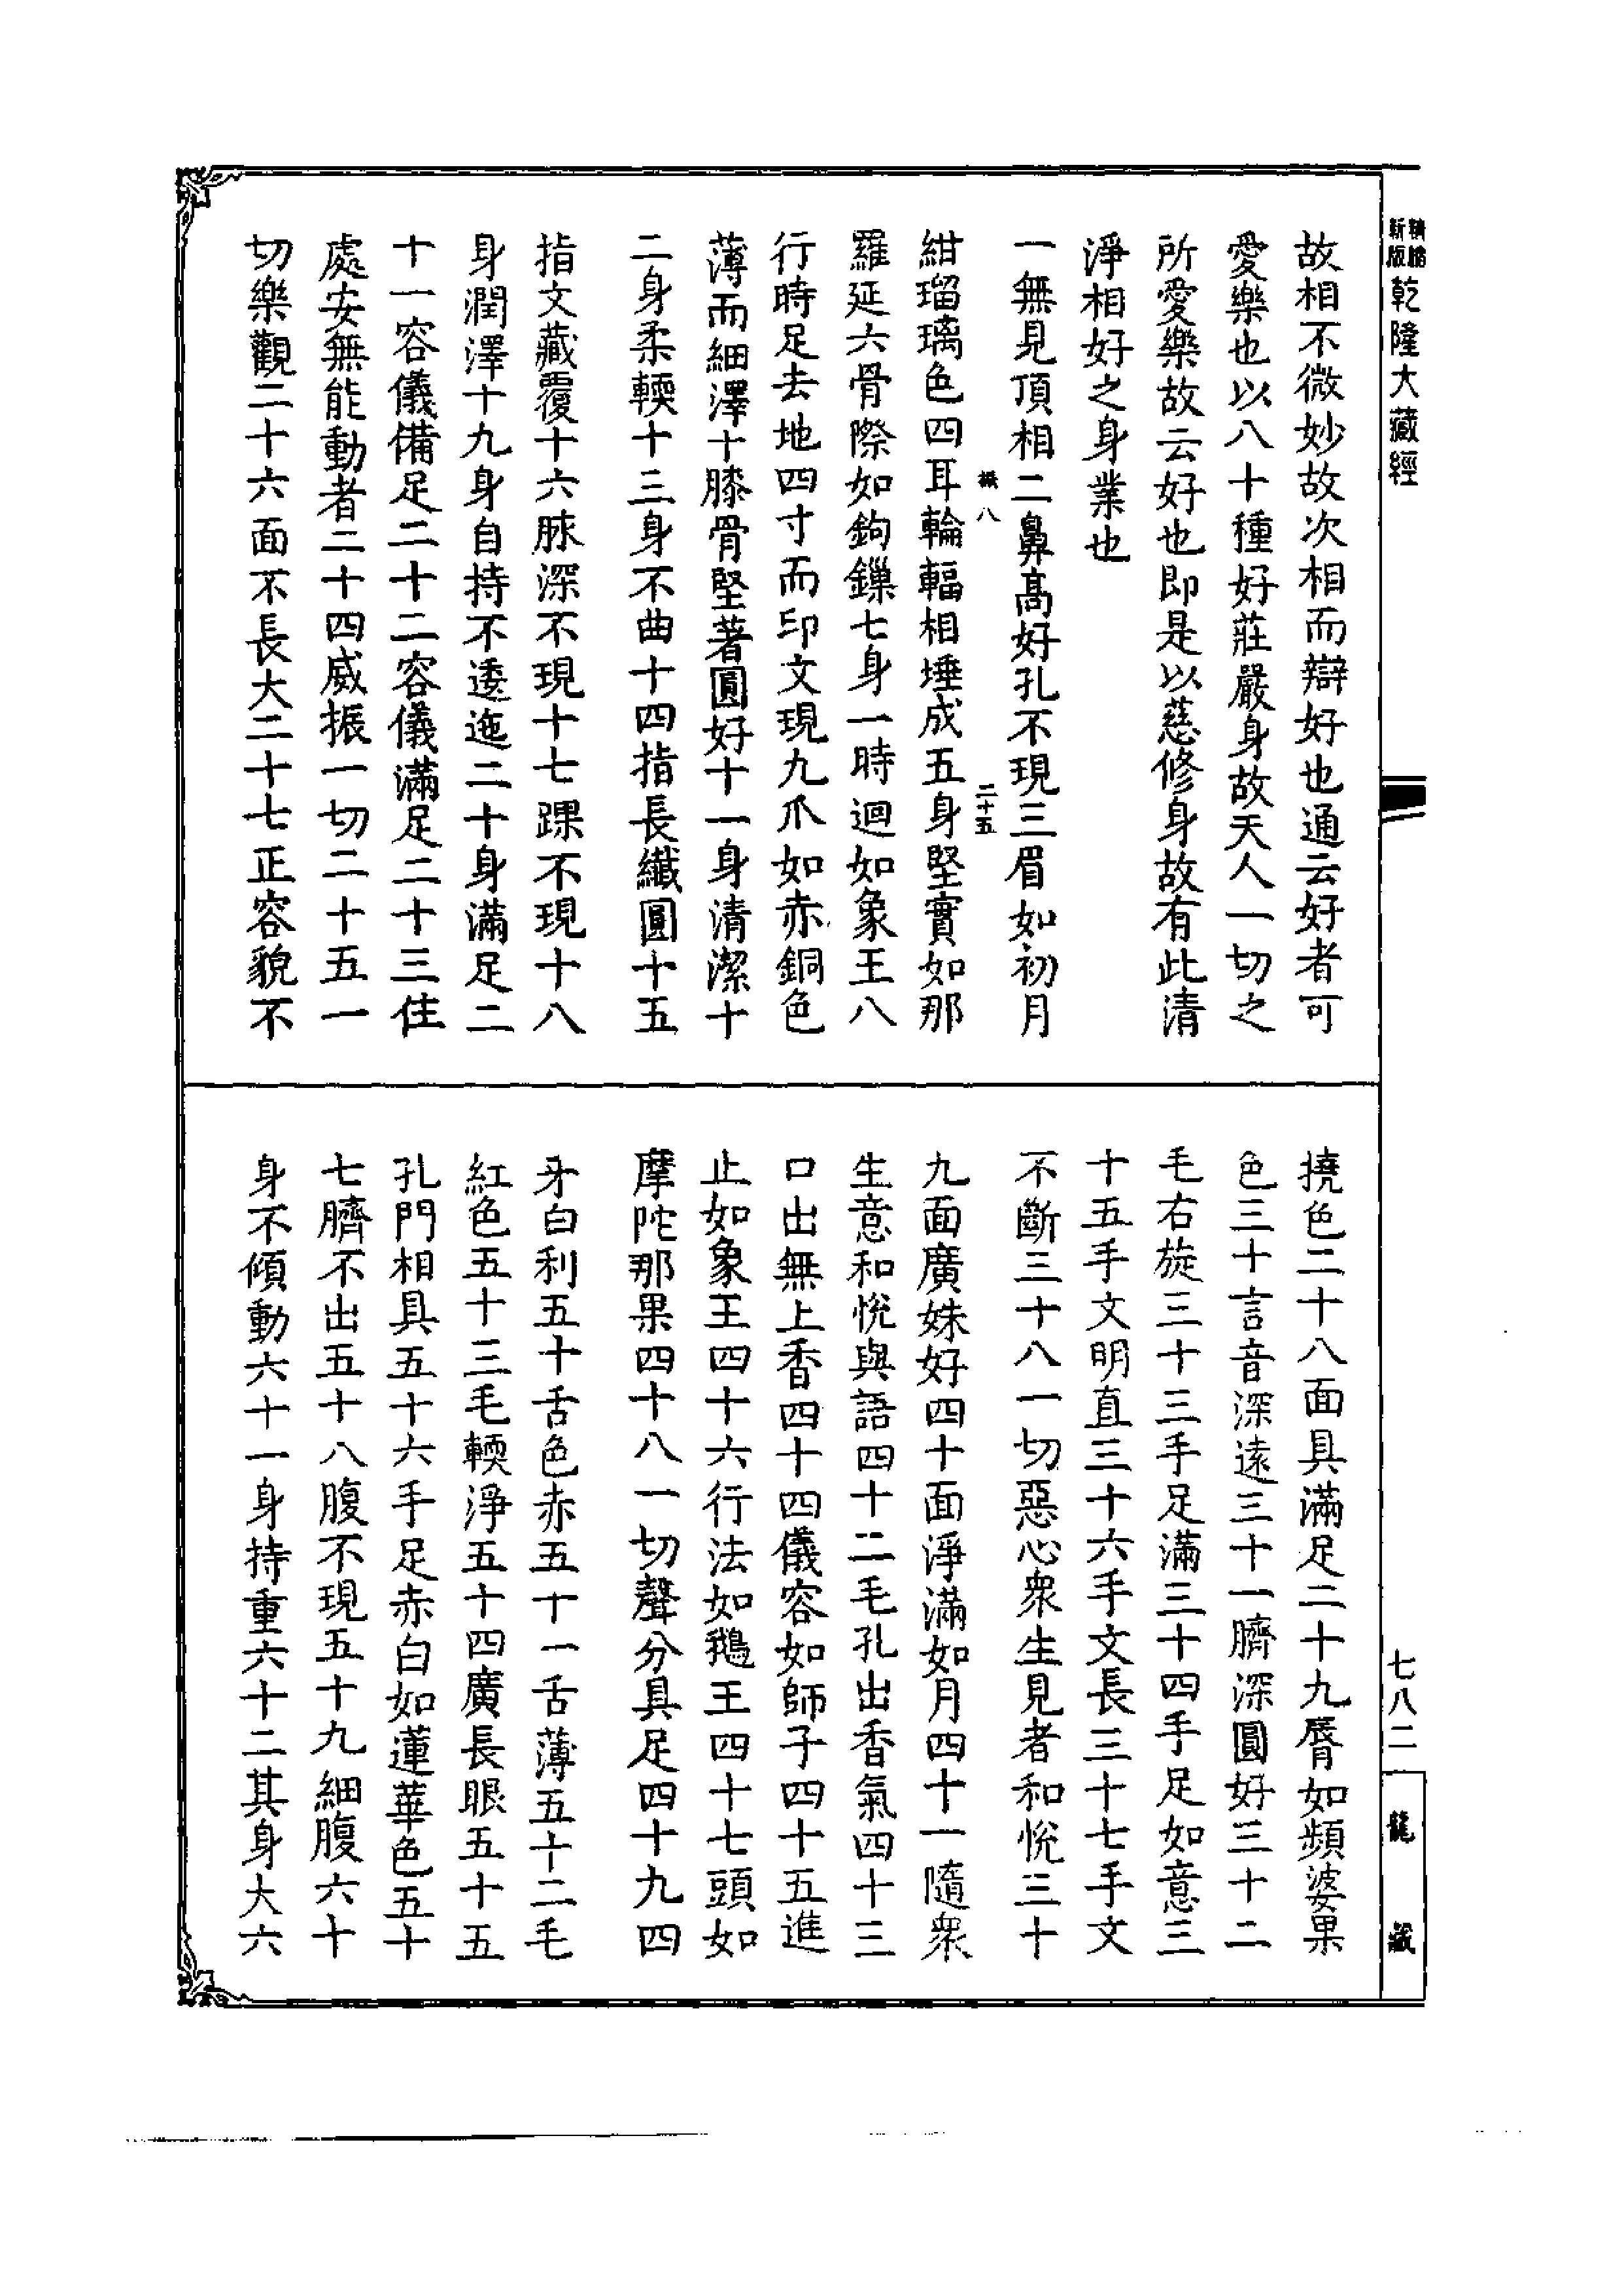 新版精縮
乾隆大藏經
七八二
龍藏
故相不微妙故次相而辯好也通云好者可
愛樂也以八十種好莊嚴身故天人一切之
所愛樂故云好也即是以慈修身故有此清
淨相好之身業也
一無見頂相二鼻高好孔不現三眉如初月
八
二十五
紺瑠璃色四耳輪輻相埵成五身堅實如那
羅延六骨際如鉤鏁七身一時迴如象王八
行時足去地四寸而印文現九爪如赤銅色
薄而細澤十膝骨堅著圓好十一身清潔十
二身柔輭十三身不曲十四指長纖圓十五
指文藏覆十六脉深不現十七踝不現十八
身潤澤十九身自持不逶迤二十身滿足二
十一容儀備足二十二容儀滿足二十三住
處安無能動者二十四威振一切二十五一
切樂觀二十六面不長大二十七正容貌不
撓色二十八面具滿足二十九脣如頻婆果
色三十言音深遠三十一臍深圓好三十二
毛右旋三十三手足滿三十四手足如意三
十五手文明直三十六手文長三十七手文
不斷三十八一切惡心眾生見者和悅三十
九面廣姝好四十面淨滿如月四十一隨眾
生意和悅與語四十二毛孔出香氣四十三
口出無上香四十四儀容如師子四十五進
止如象王四十六行法如鵝王四十七頭如
摩陀那果四十八一切聲分具足四十九四
牙白利五十舌色赤五十一舌薄五十二毛
紅色五十三毛輭淨五十四廣長眼五十五
孔門相具五十六手足赤白如蓮華色五十
七臍不出五十八腹不現五十九細腹六十
身不傾動六十一身持重六十二其身大六